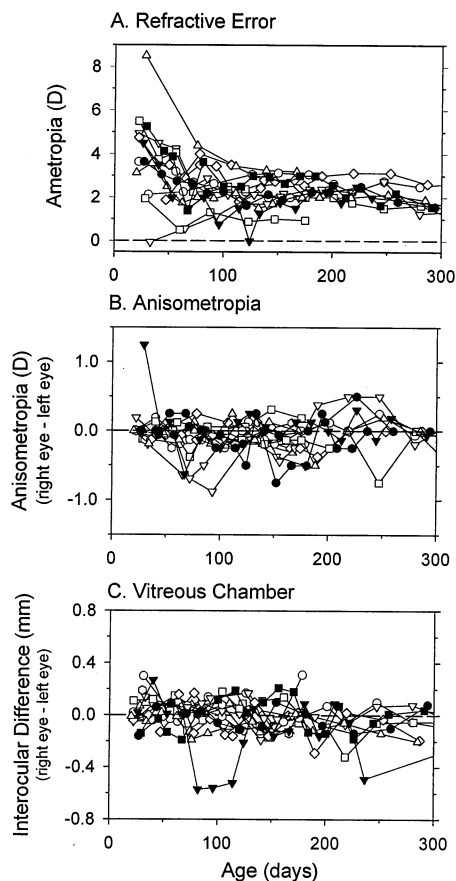 A. Refractive Error
Ametropia (D)
8
6
4
2
0
0
100
200
300
B. Anisometropia
Anisometropia (D)
(right eye - left eye)
1.0
0.0
-1.0
0
100
200
300
C. Vitreous Chamber
Interocular Difference (mm)
(right eye - left eye)
0.8
0.4
0.0
-0.4
-0.8
0
100
200
300
Age (days)